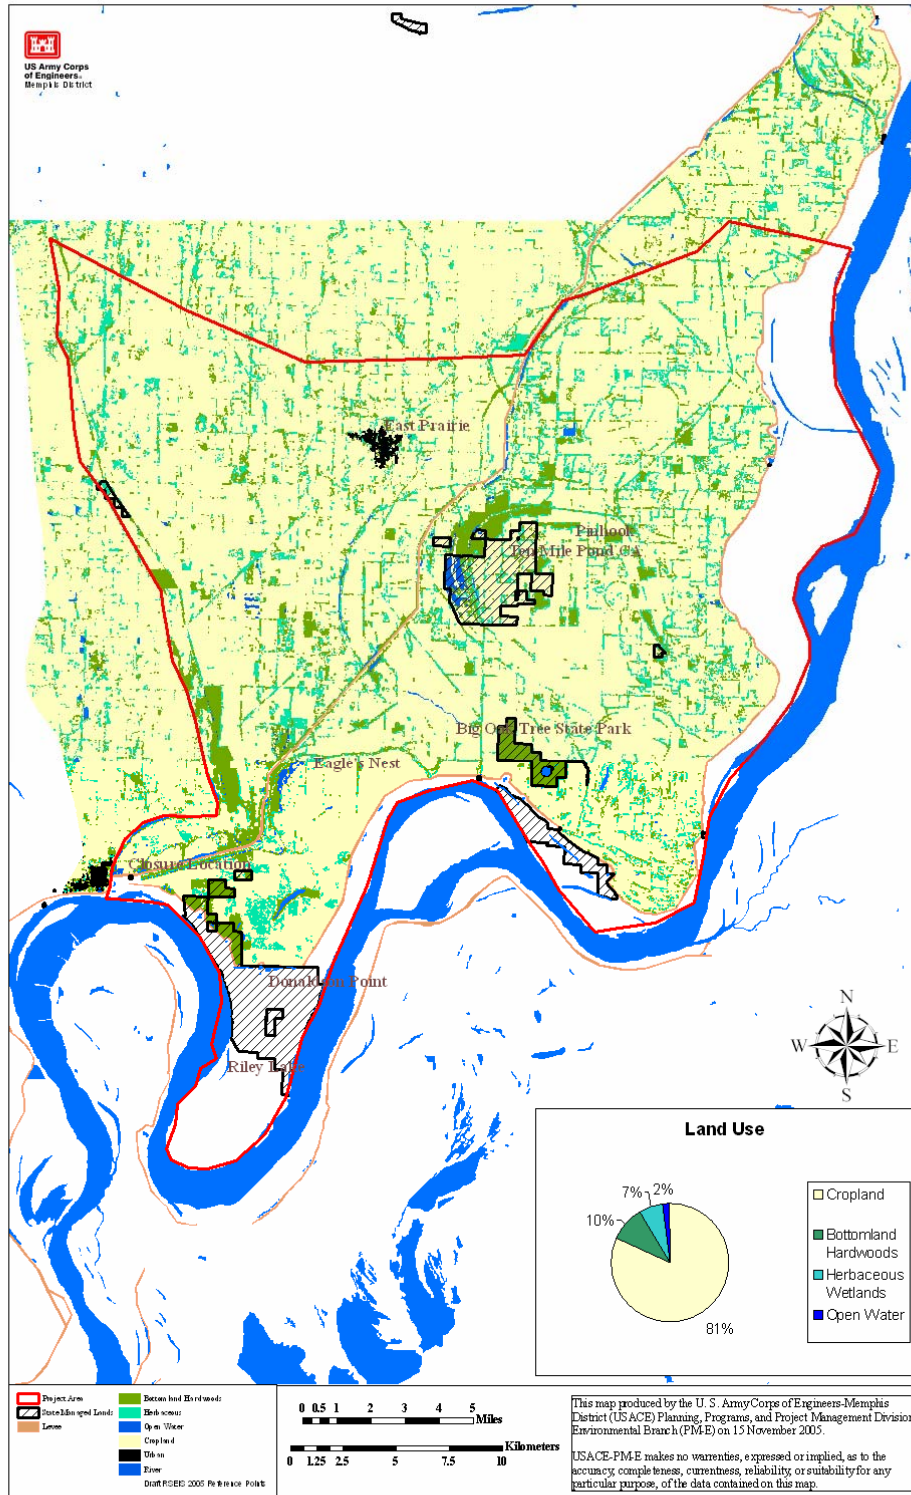 US Army Corps
of Engineers®
Memphis District
East Prairie
Pinhook
Ten Mile Pond CA
Big Oak Tree State Park
Eagle's Nest
Closure Location
Donaldson Point
Riley Lake
N
W E
S
Land Use
7% 2%
10%
81%
Cropland
Bottomland
Hardwoods
Herbaceous
Wetlands
Open Water
Project Area
State Managed Lands
Levee
Bottomland Hardwoods
Herbaceous
Open Water
Cropland
Urban
River
Draft RSEIS 2005 Reference Points
0 0.5 1 2 3 4 5
Miles
Kilometers
0 1.25 2.5 5 7.5 10
This map produced by the U. S. Army Corps of Engineers-Memphis
District (USACE) Planning, Programs, and Project Management Division
Environmental Branch (PM-E) on 15 November 2005.
USACE-PM-E makes no warrenties, expressed or implied, as to the
accuracy, completeness, currentness, reliability, or suitability for any
particular purpose, of the data contained on this map.